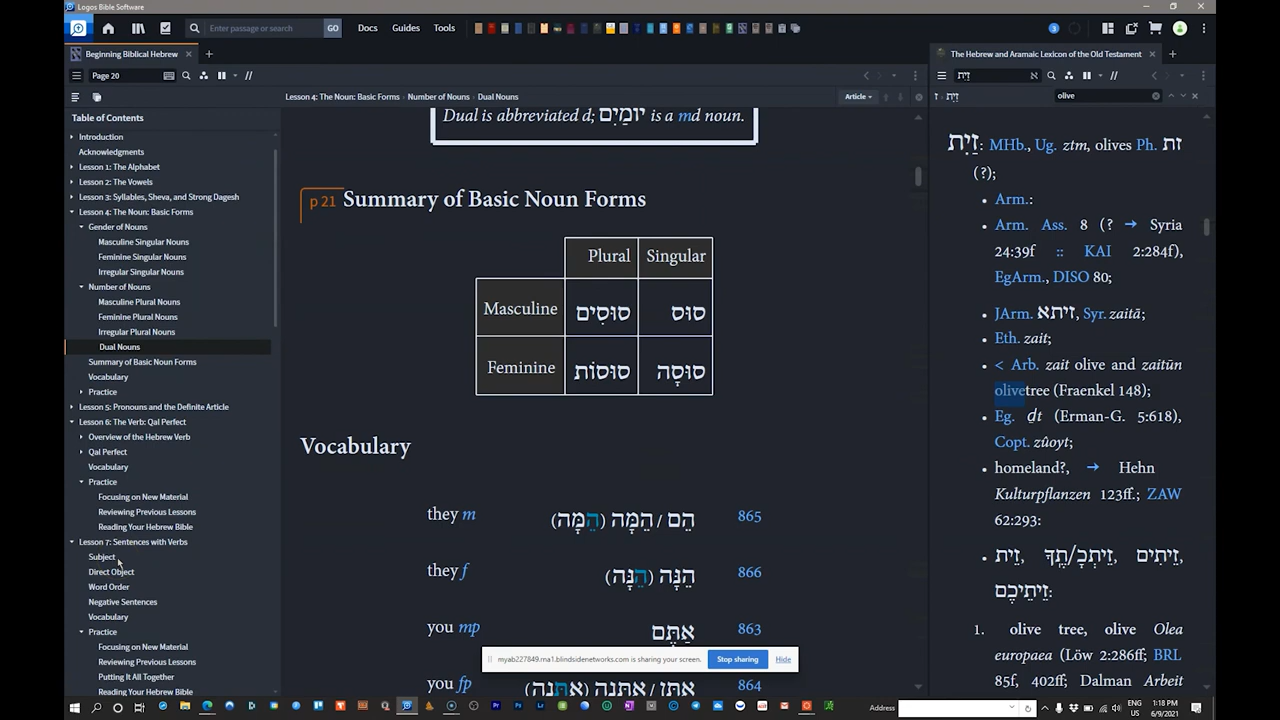 Logos Bible Software
Enter passage or search
GO
Docs
Guides
Tools
3
Beginning Biblical Hebrew
The Hebrew and Aramaic Lexicon of the Old Testament
Page 20
זַיִת
Lesson 4: The Noun: Basic Forms › Number of Nouns › Dual Nouns
Article
ז › זַיִת
olive
Table of Contents
Introduction
Acknowledgments
Lesson 1: The Alphabet
Lesson 2: The Vowels
Lesson 3: Syllables, Sheva, and Strong Dagesh
Lesson 4: The Noun: Basic Forms
Gender of Nouns
Masculine Singular Nouns
Feminine Singular Nouns
Irregular Singular Nouns
Number of Nouns
Masculine Plural Nouns
Feminine Plural Nouns
Irregular Plural Nouns
Dual Nouns
Summary of Basic Noun Forms
Vocabulary
Practice
Lesson 5: Pronouns and the Definite Article
Lesson 6: The Verb: Qal Perfect
Overview of the Hebrew Verb
Qal Perfect
Vocabulary
Practice
Focusing on New Material
Reviewing Previous Lessons
Reading Your Hebrew Bible
Lesson 7: Sentences with Verbs
Subject
Direct Object
Word Order
Negative Sentences
Vocabulary
Practice
Focusing on New Material
Reviewing Previous Lessons
Putting It All Together
Reading Your Hebrew Bible
Dual is abbreviated d; יוֹמַיִם is a md noun.
p 21 Summary of Basic Noun Forms
Plural Singular
Masculine סוּסִים סוּס
Feminine סוּסוֹת סוּסָה
Vocabulary
they m הֵם / הֵמָּה (הֵמָּה) 865
they f הֵנָּה (הֵנָּה) 866
you mp אַתֶּם 863
you fp אַתֵּן / אַתֵּנָה (אַתֵּנָה) 864
זַיִת: MHb., Ug. ztm, olives Ph. זת
(?);
Arm.:
Arm. Ass. 8 (? → Syria
24:39f :: KAI 2:284f),
EgArm., DISO 80;
JArm. זיתא, Syr. zaitā;
Eth. zait;
< Arb. zait olive and zaitūn
olivetree (Fraenkel 148);
Eg. ḏt (Erman-G. 5:618),
Copt. zûoyt;
homeland?, → Hehn
Kulturpflanzen 123ff.; ZAW
62:293:
זֵית, זֵיתְכָ/תֶךָ, זֵיתִים,
זֵיתֵיכֶם:
1. olive tree, olive Olea
europaea (Löw 2:286ff; BRL
85f, 402ff; Dalman Arbeit
myab227849.rna1.blindsidenetworks.com is sharing your screen.
Stop sharing
Hide
Address
1:18 PM
6/9/2021